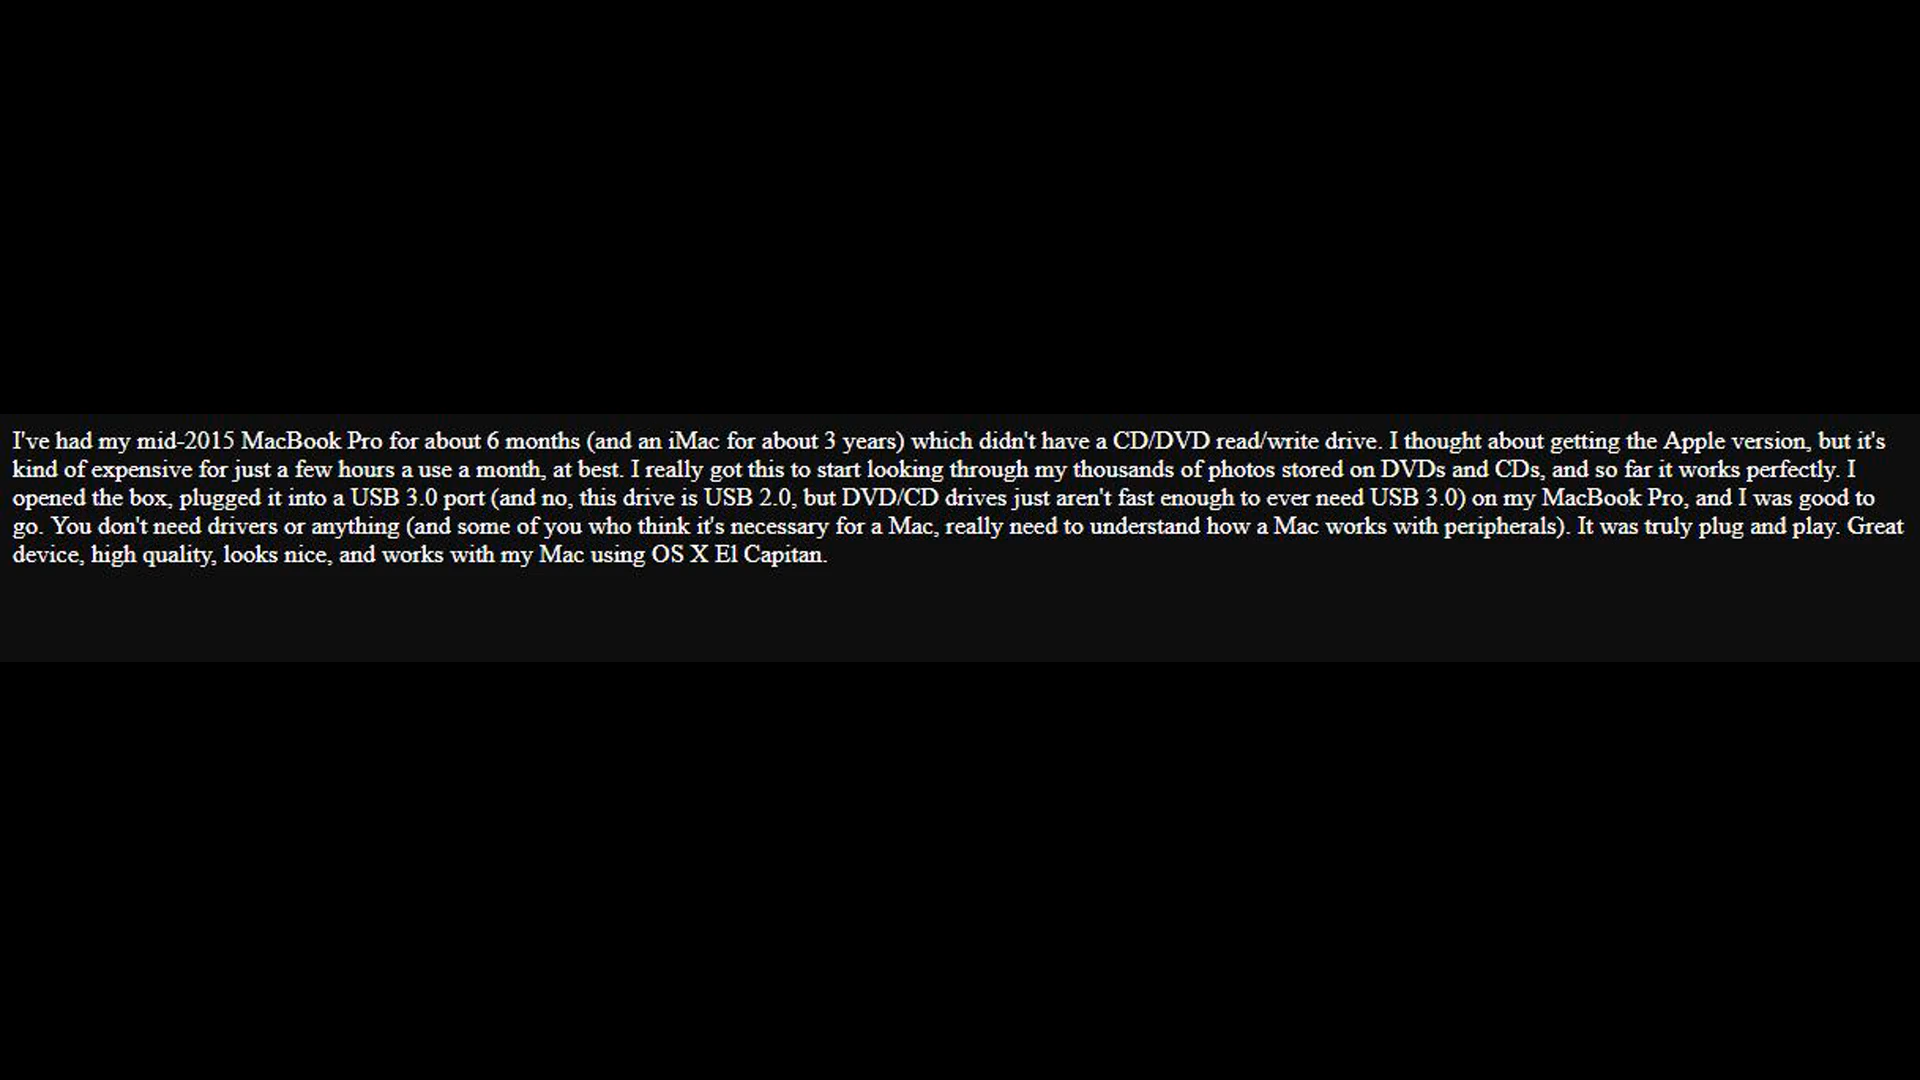 I've had my mid-2015 MacBook Pro for about 6 months (and an iMac for about 3 years) which didn't have a CD/DVD read/write drive. I thought about getting the Apple version, but it's
kind of expensive for just a few hours a use a month, at best. I really got this to start looking through my thousands of photos stored on DVDs and CDs, and so far it works perfectly. I
opened the box, plugged it into a USB 3.0 port (and no, this drive is USB 2.0, but DVD/CD drives just aren't fast enough to ever need USB 3.0) on my MacBook Pro, and I was good to
go. You don't need drivers or anything (and some of you who think it's necessary for a Mac, really need to understand how a Mac works with peripherals). It was truly plug and play. Great
device, high quality, looks nice, and works with my Mac using OS X El Capitan.